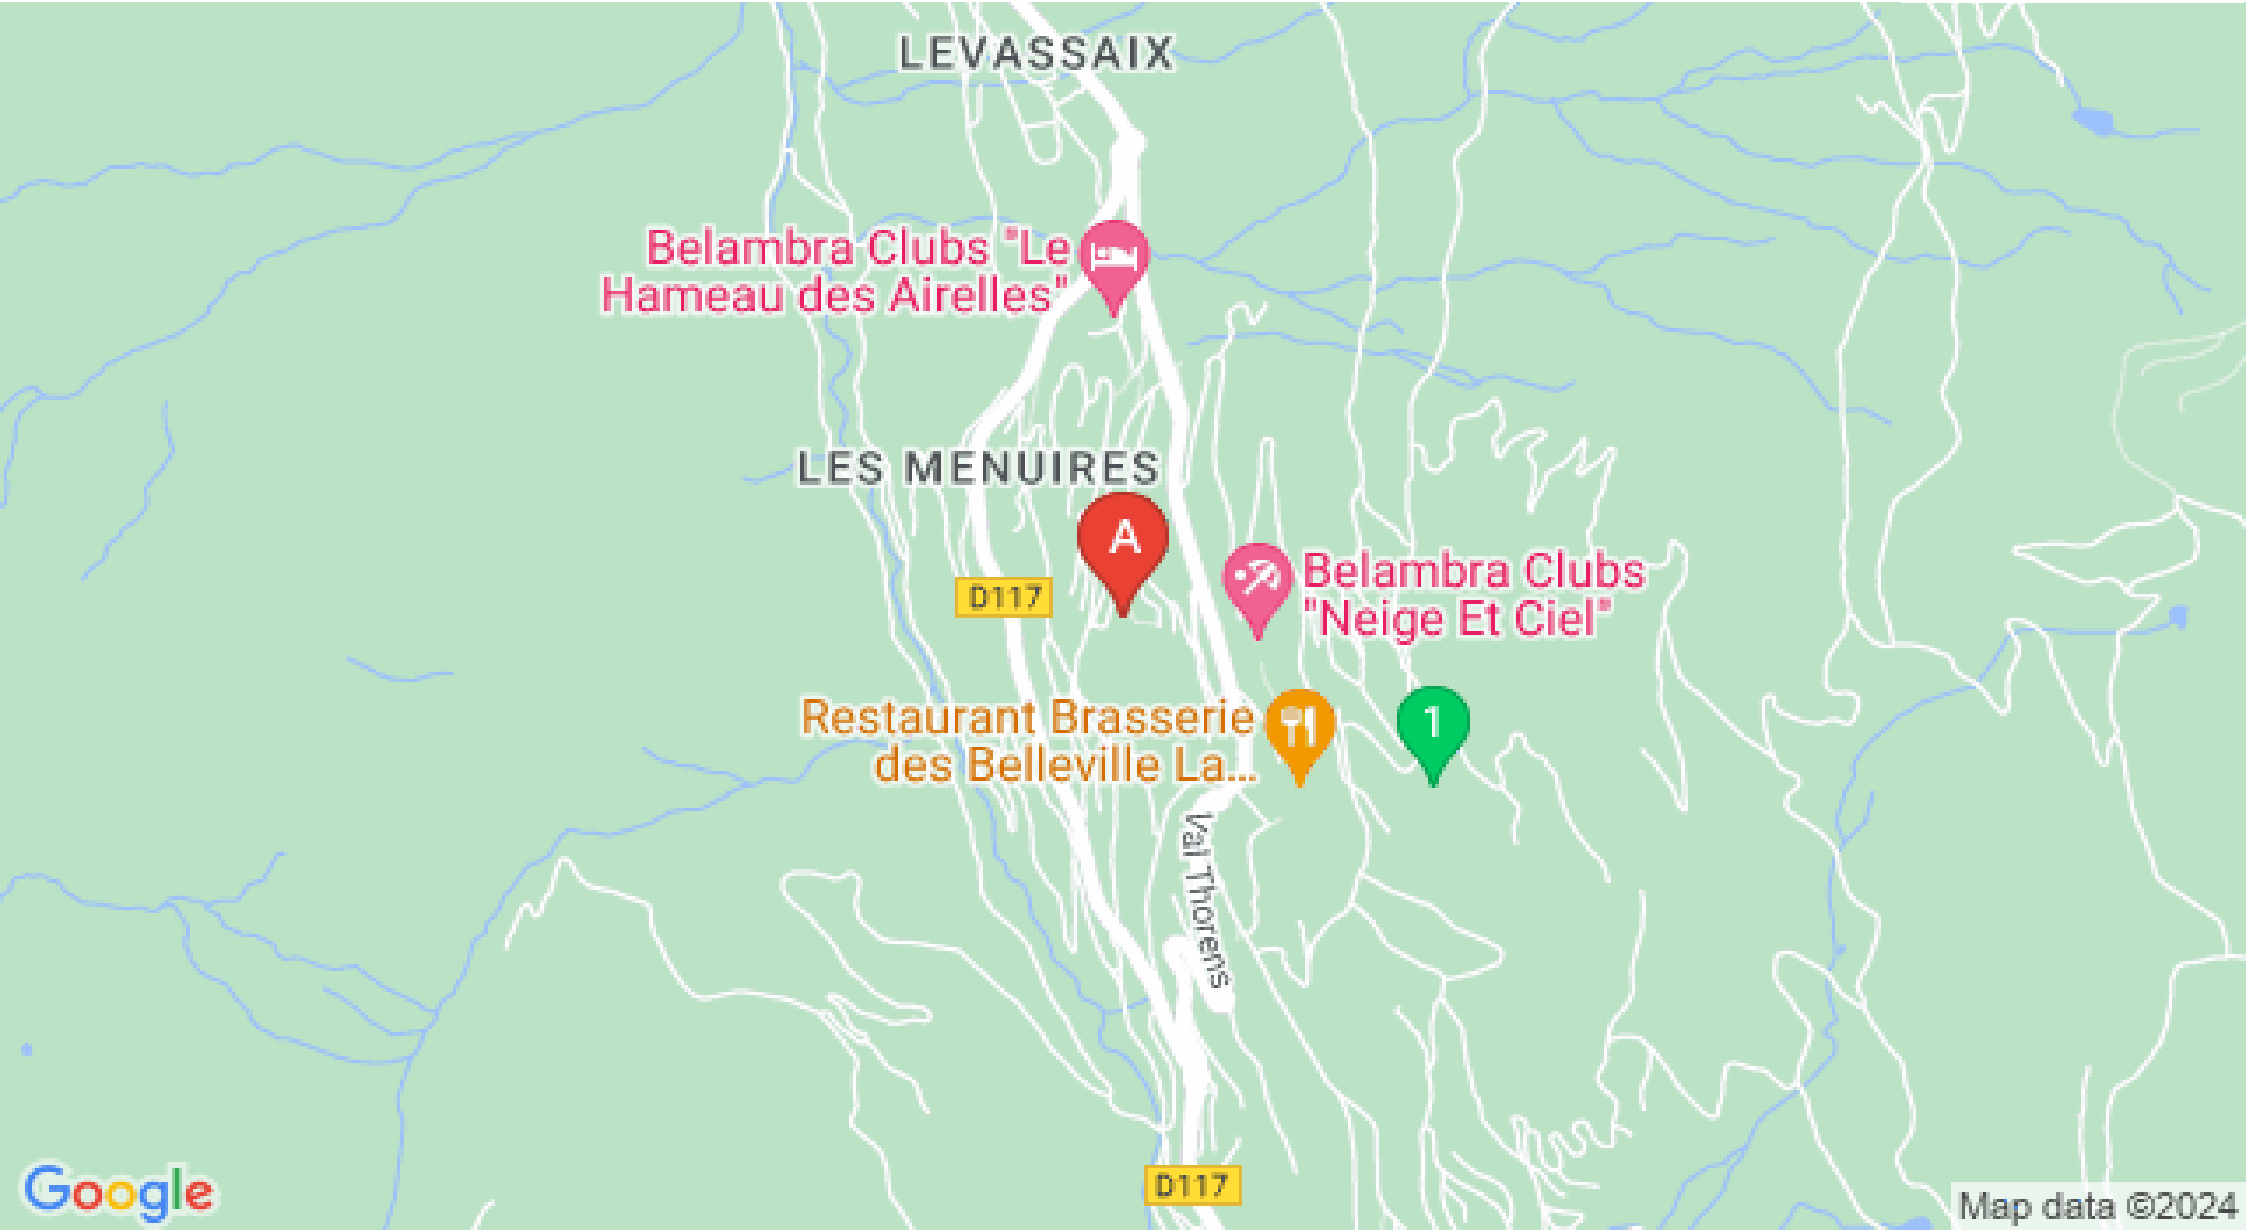 LEVASSAIX
Belambra Clubs "Le
Hameau des Airelles"
LES MENUIRES
A
D117
Belambra Clubs
"Neige Et Ciel"
Restaurant Brasserie
des Belleville La...
1
Val Thorens
D117
Google
Map data ©2024